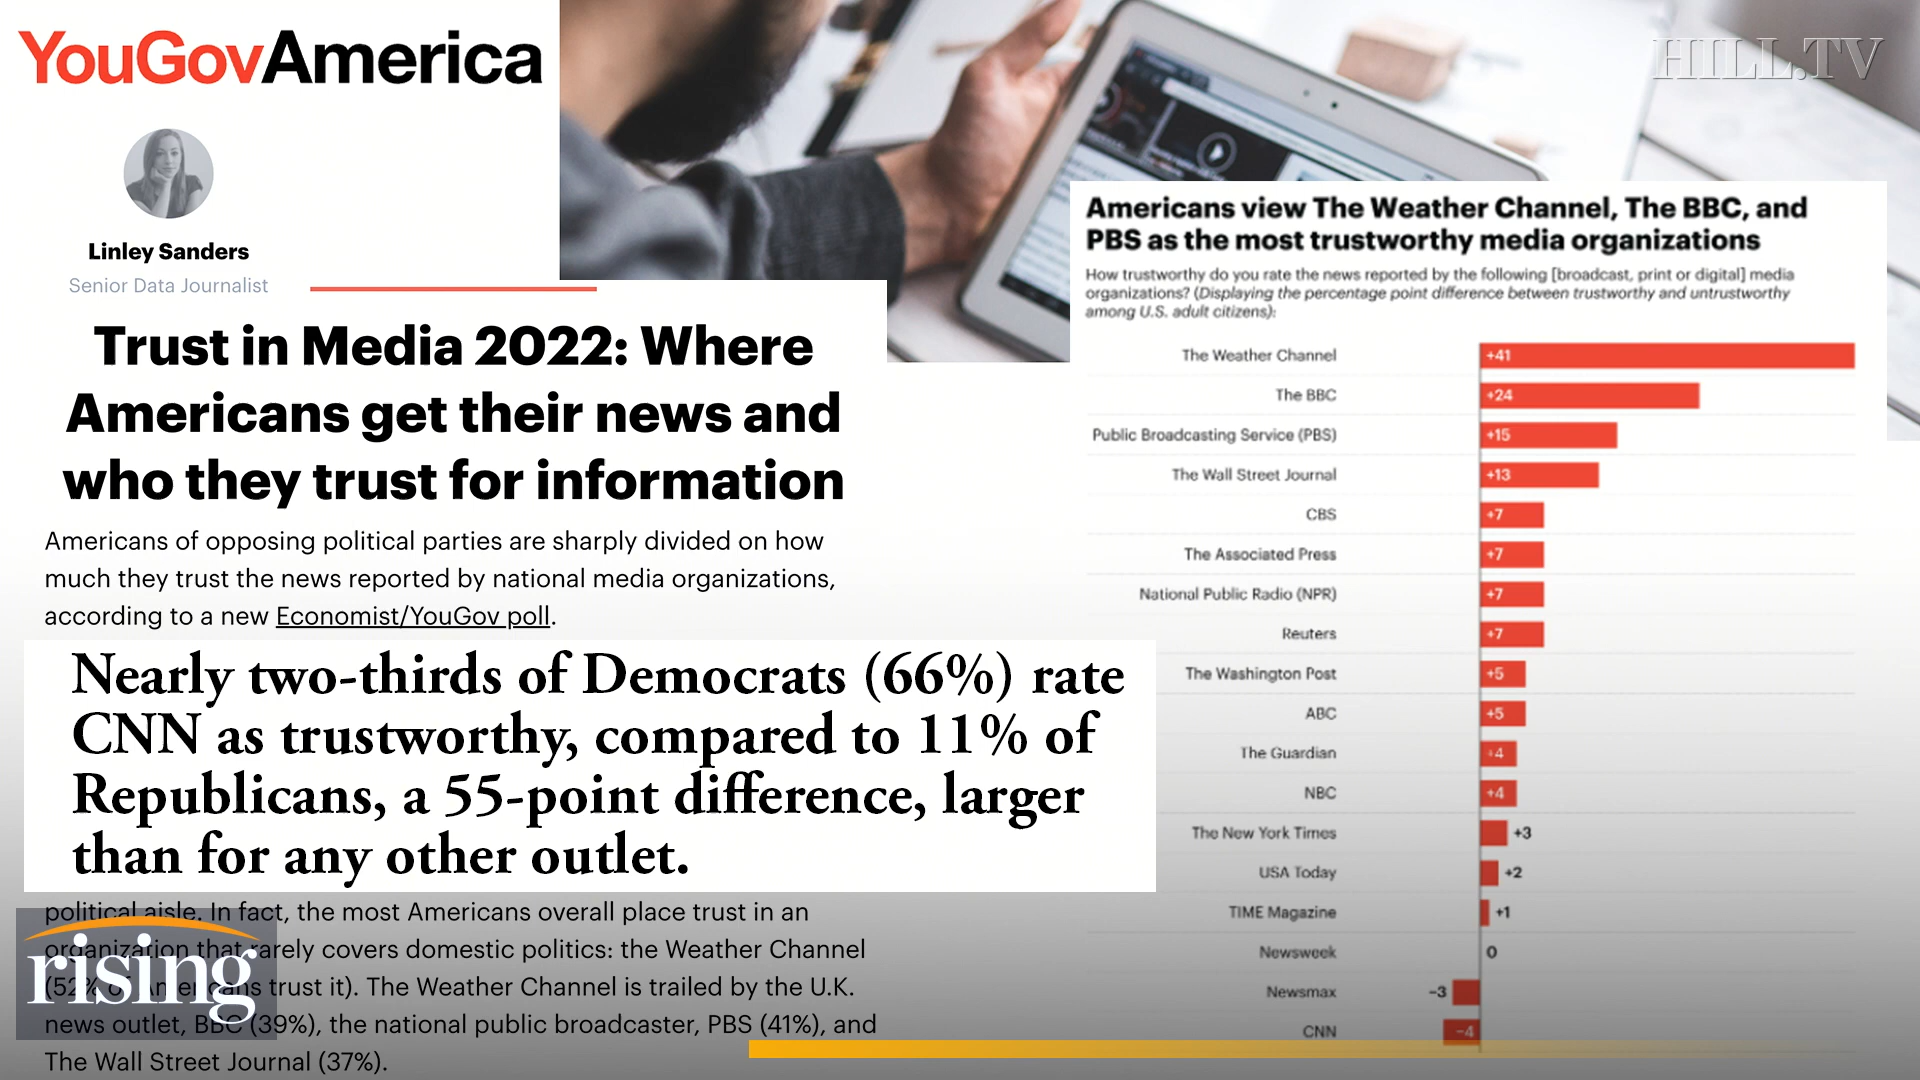 YouGovAmerica
HILL.TV
Linley Sanders
Senior Data Journalist
Trust in Media 2022: Where
Americans get their news and
who they trust for information
Americans of opposing political parties are sharply divided on how
much they trust the news reported by national media organizations,
according to a new Economist/YouGov poll.
Nearly two-thirds of Democrats (66%) rate
CNN as trustworthy, compared to 11% of
Republicans, a 55-point difference, larger
than for any other outlet.
political aisle. In fact, the most Americans overall place trust in an
organization that rarely covers domestic politics: the Weather Channel
(52% of Americans trust it). The Weather Channel is trailed by the U.K.
news outlet, BBC (39%), the national public broadcaster, PBS (41%), and
The Wall Street Journal (37%).
rising
Americans view The Weather Channel, The BBC, and
PBS as the most trustworthy media organizations
How trustworthy do you rate the news reported by the following [broadcast, print or digital] media
organizations? (Displaying the percentage point difference between trustworthy and untrustworthy
among U.S. adult citizens):
The Weather Channel +41
The BBC +24
Public Broadcasting Service (PBS) +15
The Wall Street Journal +13
CBS +7
The Associated Press +7
National Public Radio (NPR) +7
Reuters +7
The Washington Post +5
ABC +5
The Guardian +4
NBC +4
The New York Times +3
USA Today +2
TIME Magazine +1
Newsweek 0
Newsmax -3
CNN -4